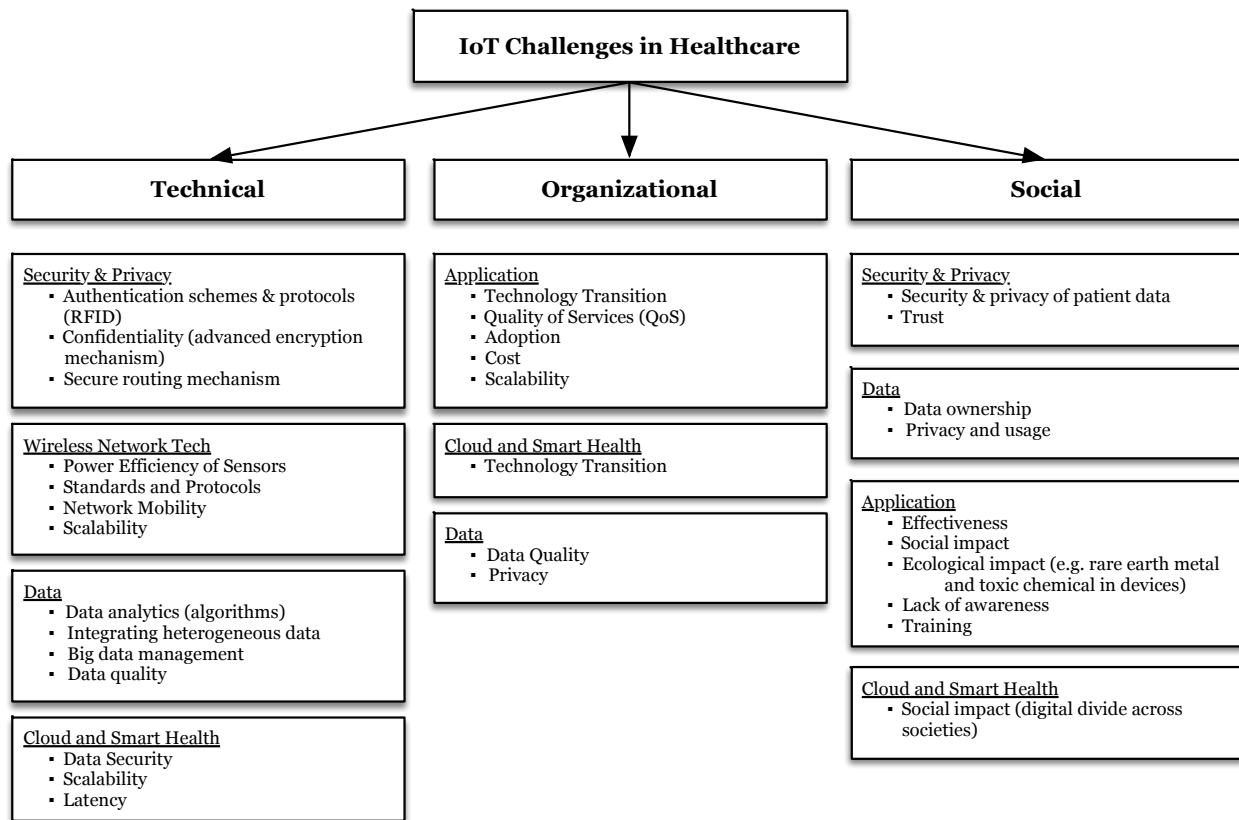 IoT Challenges in Healthcare
Technical
Security & Privacy
▪ Authentication schemes & protocols
(RFID)
▪ Confidentiality (advanced encryption
mechanism)
▪ Secure routing mechanism
Wireless Network Tech
▪ Power Efficiency of Sensors
▪ Standards and Protocols
▪ Network Mobility
▪ Scalability
Data
▪ Data analytics (algorithms)
▪ Integrating heterogeneous data
▪ Big data management
▪ Data quality
Cloud and Smart Health
▪ Data Security
▪ Scalability
▪ Latency
Organizational
Application
▪ Technology Transition
▪ Quality of Services (QoS)
▪ Adoption
▪ Cost
▪ Scalability
Cloud and Smart Health
▪ Technology Transition
Data
▪ Data Quality
▪ Privacy
Social
Security & Privacy
▪ Security & privacy of patient data
▪ Trust
Data
▪ Data ownership
▪ Privacy and usage
Application
▪ Effectiveness
▪ Social impact
▪ Ecological impact (e.g. rare earth metal
and toxic chemical in devices)
▪ Lack of awareness
▪ Training
Cloud and Smart Health
▪ Social impact (digital divide across
societies)